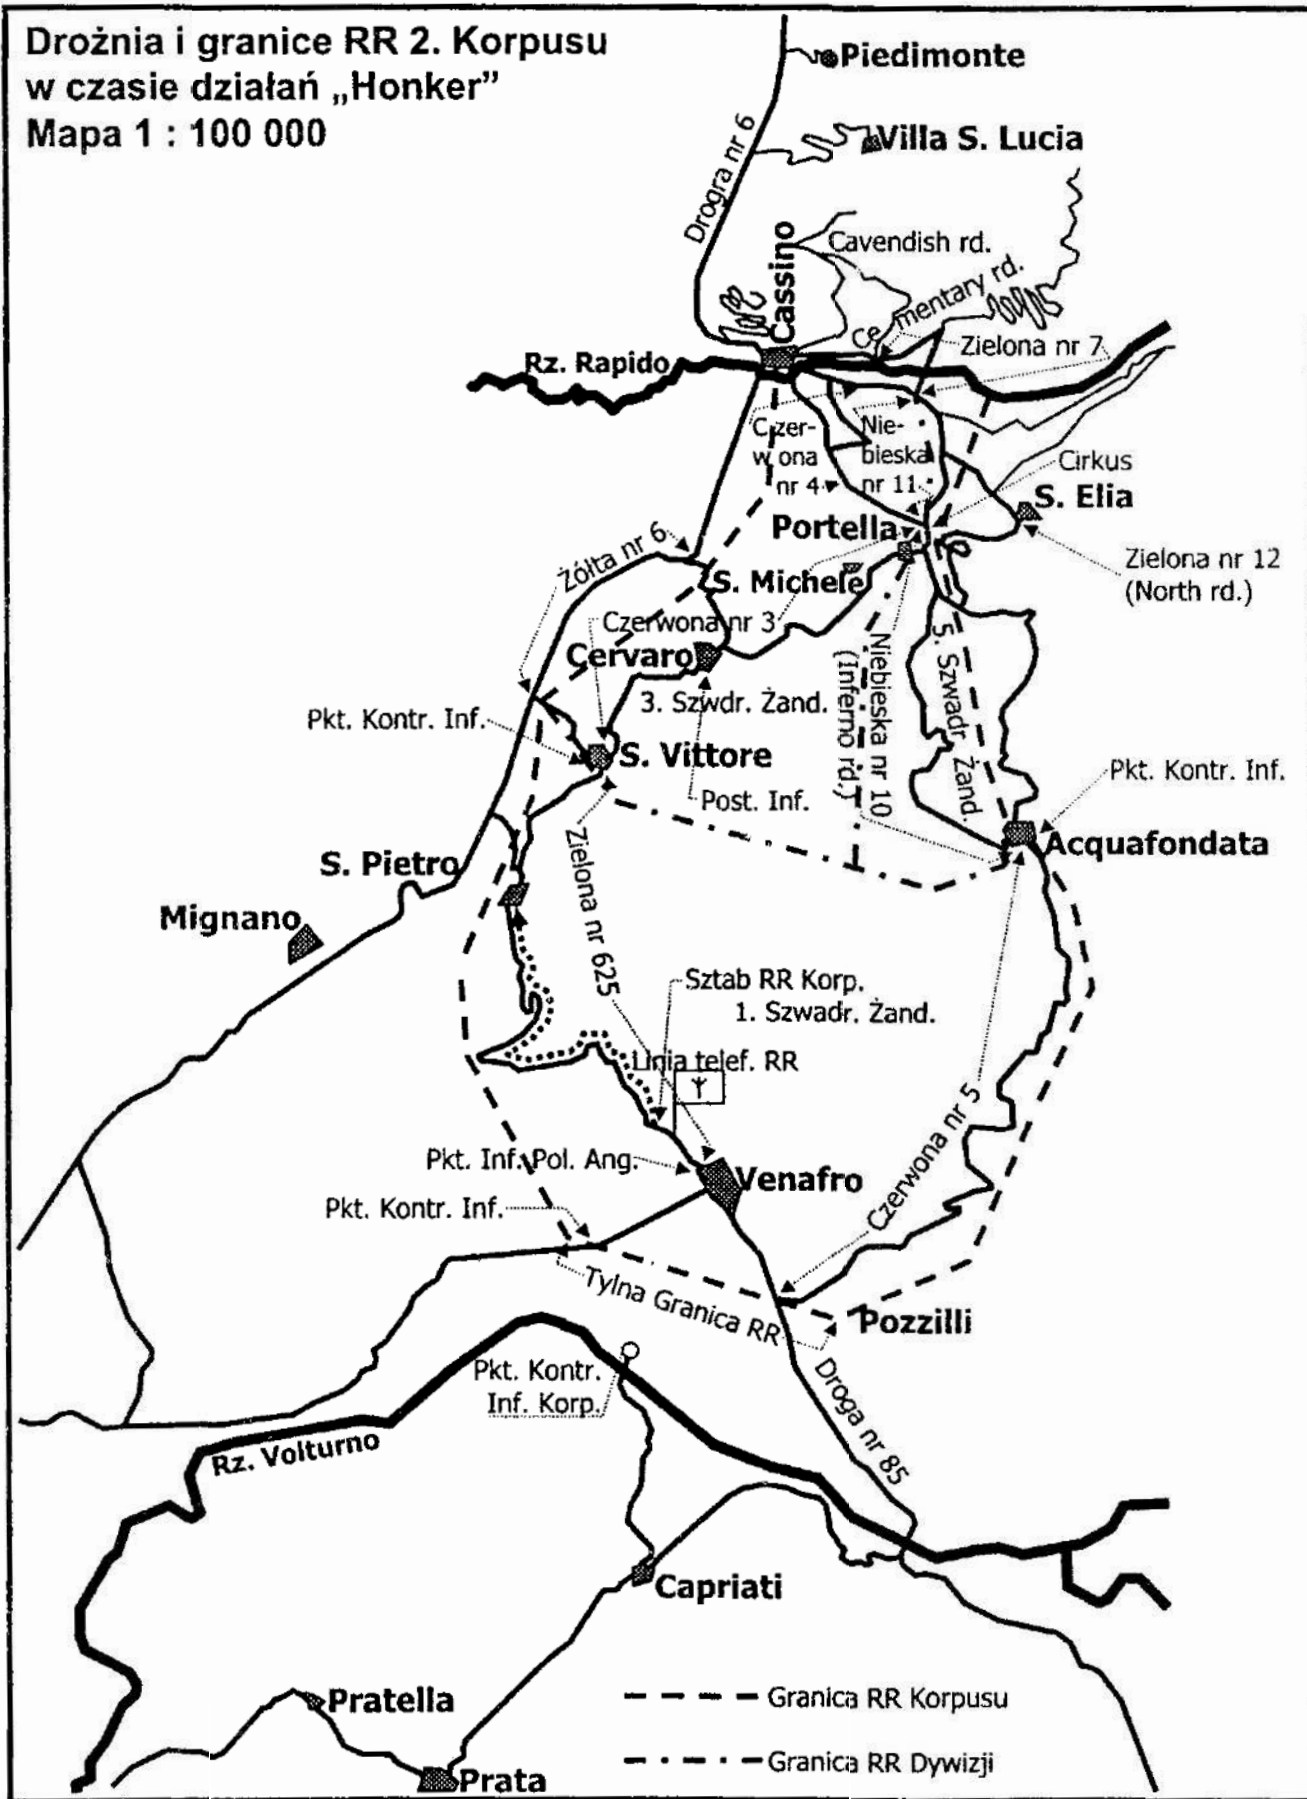 Drożnia i granice RR 2. Korpusu
w czasie działań „Honker”
Mapa 1 : 100 000
Piedimonte
Villa S. Lucia
Drogra nr 6
Cassino
Cavendish rd.
Ce mentary rd.
Zielona nr 7
Rz. Rapido
Czer-
w ona
nr 4
Nie-
bieska
nr 11
Cirkus
S. Elia
Portella
Zielona nr 12
(North rd.)
Żółta nr 6
S. Michele
Czerwona nr 3
Cervaro
3. Szwdr. Żand.
Niebieska nr 10
(Inferno rd.)
5. Szwadr. Żand.
Pkt. Kontr. Inf.
S. Vittore
Post. Inf.
Pkt. Kontr. Inf.
Acquafondata
S. Pietro
Zielona nr 625
Mignano
Sztab RR Korp.
1. Szwadr. Żand.
Linia telef. RR
Czerwona nr 5
Pkt. Inf. Pol. Ang.
Venafro
Pkt. Kontr. Inf.
Tylna Granica RR
Pozzilli
Pkt. Kontr.
Inf. Korp.
Droga nr 85
Rz. Volturno
Capriati
Pratella
Prata
Granica RR Korpusu
Granica RR Dywizji